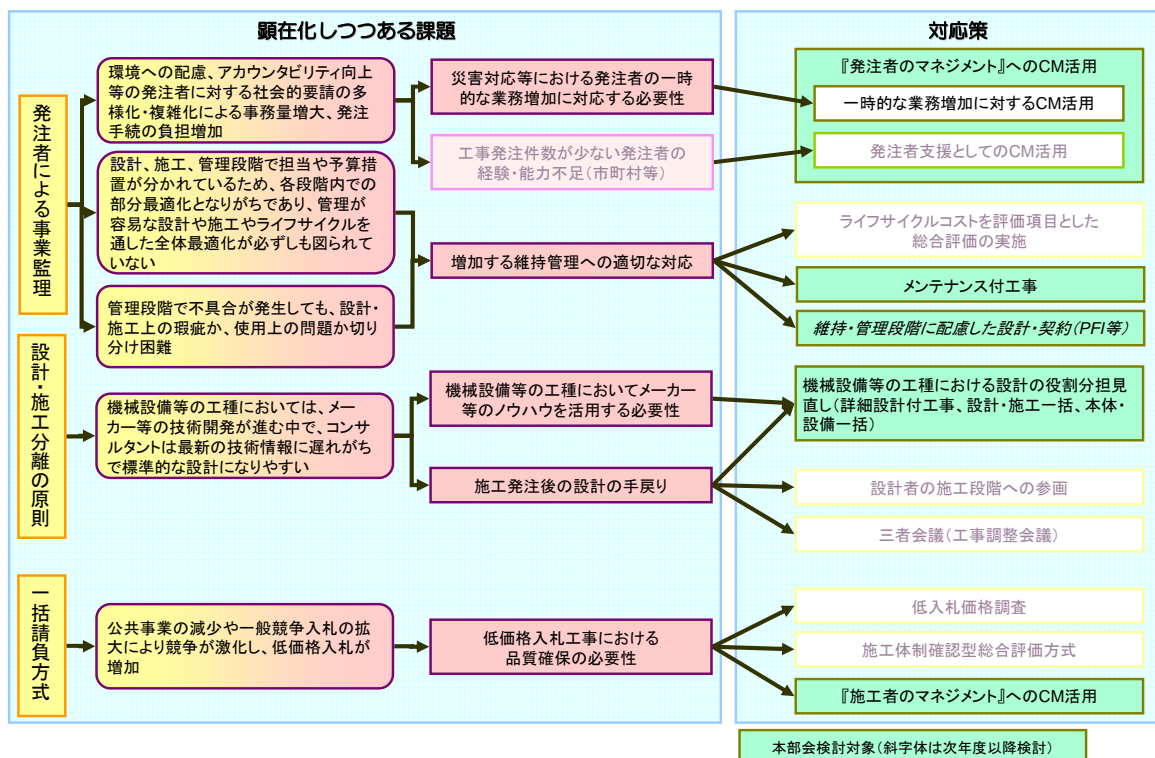 顕在化しつつある課題
対応策
発注者による事業監理
環境への配慮、アカウンタビリティ向上
等の発注者に対する社会的要請の多
様化・複雑化による事務量増大、発注
手続の負担増加
設計、施工、管理段階で担当や予算措
置が分かれているため、各段階内での
部分最適化となりがちであり、管理が
容易な設計や施工やライフサイクルを
通した全体最適化が必ずしも図られて
いない
管理段階で不具合が発生しても、設計・
施工上の瑕疵か、使用上の問題か切り
分け困難
災害対応等における発注者の一時
的な業務増加に対応する必要性
工事発注件数が少ない発注者の
経験・能力不足(市町村等)
増加する維持管理への適切な対応
『発注者のマネジメント』へのCM活用
一時的な業務増加に対するCM活用
発注者支援としてのCM活用
ライフサイクルコストを評価項目とした
総合評価の実施
メンテナンス付工事
維持・管理段階に配慮した設計・契約(PFI等)
設計・施工分離の原則
機械設備等の工種においては、メー
カー等の技術開発が進む中で、コンサ
ルタントは最新の技術情報に遅れがち
で標準的な設計になりやすい
機械設備等の工種においてメーカー
等のノウハウを活用する必要性
施工発注後の設計の手戻り
機械設備等の工種における設計の役割分担見
直し(詳細設計付工事、設計・施工一括、本体・
設備一括)
設計者の施工段階への参画
三者会議(工事調整会議)
一括請負方式
公共事業の減少や一般競争入札の拡
大により競争が激化し、低価格入札が
増加
低価格入札工事における
品質確保の必要性
低入札価格調査
施工体制確認型総合評価方式
『施工者のマネジメント』へのCM活用
本部会検討対象(斜字体は次年度以降検討)